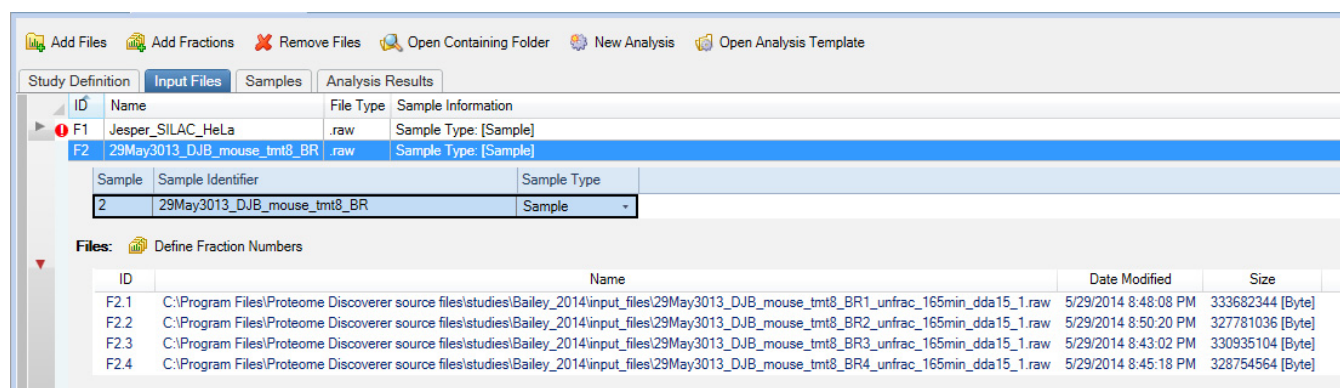 Add Files Add Fractions Remove Files Open Containing Folder New Analysis Open Analysis Template
Study Definition Input Files Samples Analysis Results
ID Name File Type Sample Information
F1 Jesper_SILAC_HeLa .raw Sample Type: [Sample]
F2 29May3013_DJB_mouse_tmt8_BR .raw Sample Type: [Sample]
Sample Sample Identifier Sample Type
2 29May3013_DJB_mouse_tmt8_BR Sample
Files: Define Fraction Numbers
ID Name Date Modified Size
F2.1 C:\Program Files\Proteome Discoverer source files\studies\Bailey_2014\input_files\29May3013_DJB_mouse_tmt8_BR1_unfrac_165min_dda15_1.raw 5/29/2014 8:48:08 PM 333682344 [Byte]
F2.2 C:\Program Files\Proteome Discoverer source files\studies\Bailey_2014\input_files\29May3013_DJB_mouse_tmt8_BR2_unfrac_165min_dda15_1.raw 5/29/2014 8:50:20 PM 327781036 [Byte]
F2.3 C:\Program Files\Proteome Discoverer source files\studies\Bailey_2014\input_files\29May3013_DJB_mouse_tmt8_BR3_unfrac_165min_dda15_1.raw 5/29/2014 8:43:02 PM 330935104 [Byte]
F2.4 C:\Program Files\Proteome Discoverer source files\studies\Bailey_2014\input_files\29May3013_DJB_mouse_tmt8_BR4_unfrac_165min_dda15_1.raw 5/29/2014 8:45:18 PM 328754564 [Byte]